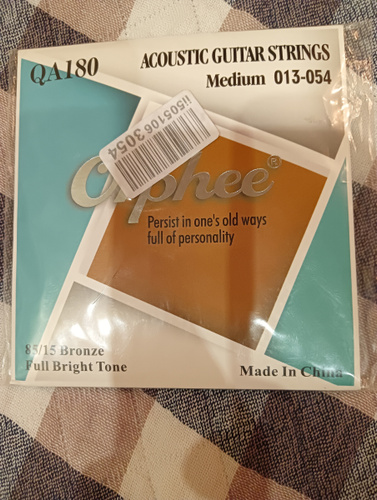 QA180
ACOUSTIC GUITAR STRINGS
Medium 013-054
ii5051063054
Orphee®
Persist in one's old ways
full of personality
85/15 Bronze
Full Bright Tone
Made In China